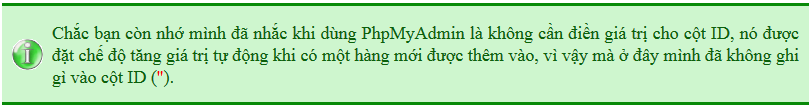 Chắc bạn còn nhớ mình đã nhắc khi dùng PhpMyAdmin là không cần điền giá trị cho cột ID, nó được
đặt chế độ tăng giá trị tự động khi có một hàng mới được thêm vào, vì vậy mà ở đây mình đã không ghi
gì vào cột ID ('').